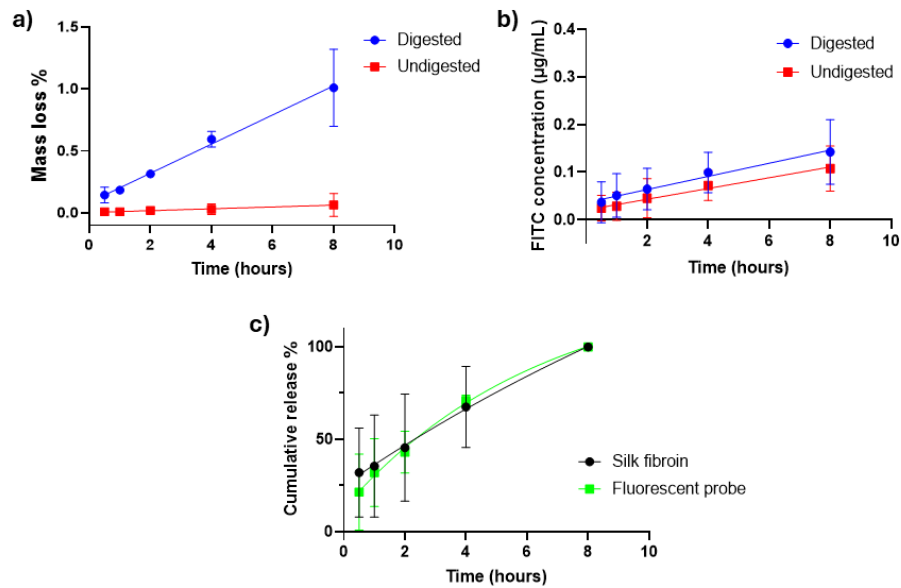 a)
Mass loss %
1.5
1.0
0.5
0.0
0 2 4 6 8 10
Time (hours)
Digested
Undigested
b)
FITC concentration (µg/mL)
0.4
0.3
0.2
0.1
0.0
0 2 4 6 8 10
Time (hours)
Digested
Undigested
c)
Cumulative release %
100
50
0
0 2 4 6 8 10
Time (hours)
Silk fibroin
Fluorescent probe